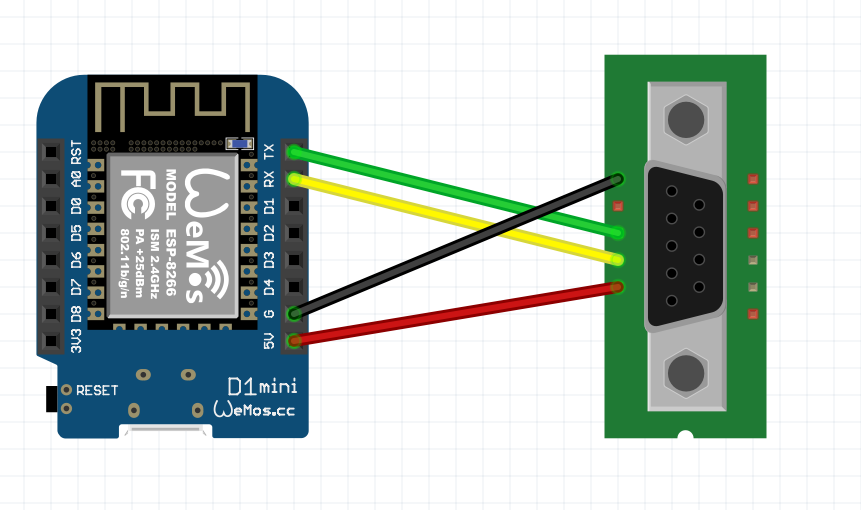 RST
A0
D0
D5
D6
D7
D8
3V3
TX
RX
D1
D2
D3
D4
G
5V
WeMos
MODEL ESP-8266
ISM 2.4GHz
PA +25dBm
802.11b/g/n
FC
RESET
D1mini
WeMos.cc